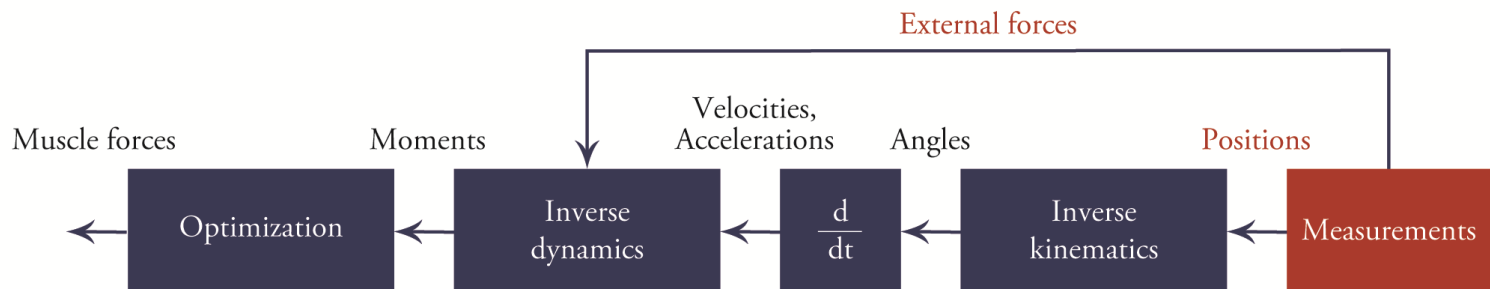 External forces
Velocities,
Muscle forces Moments Accelerations Angles Positions
Optimization
Inverse
dynamics
d
dt
Inverse
kinematics
Measurements